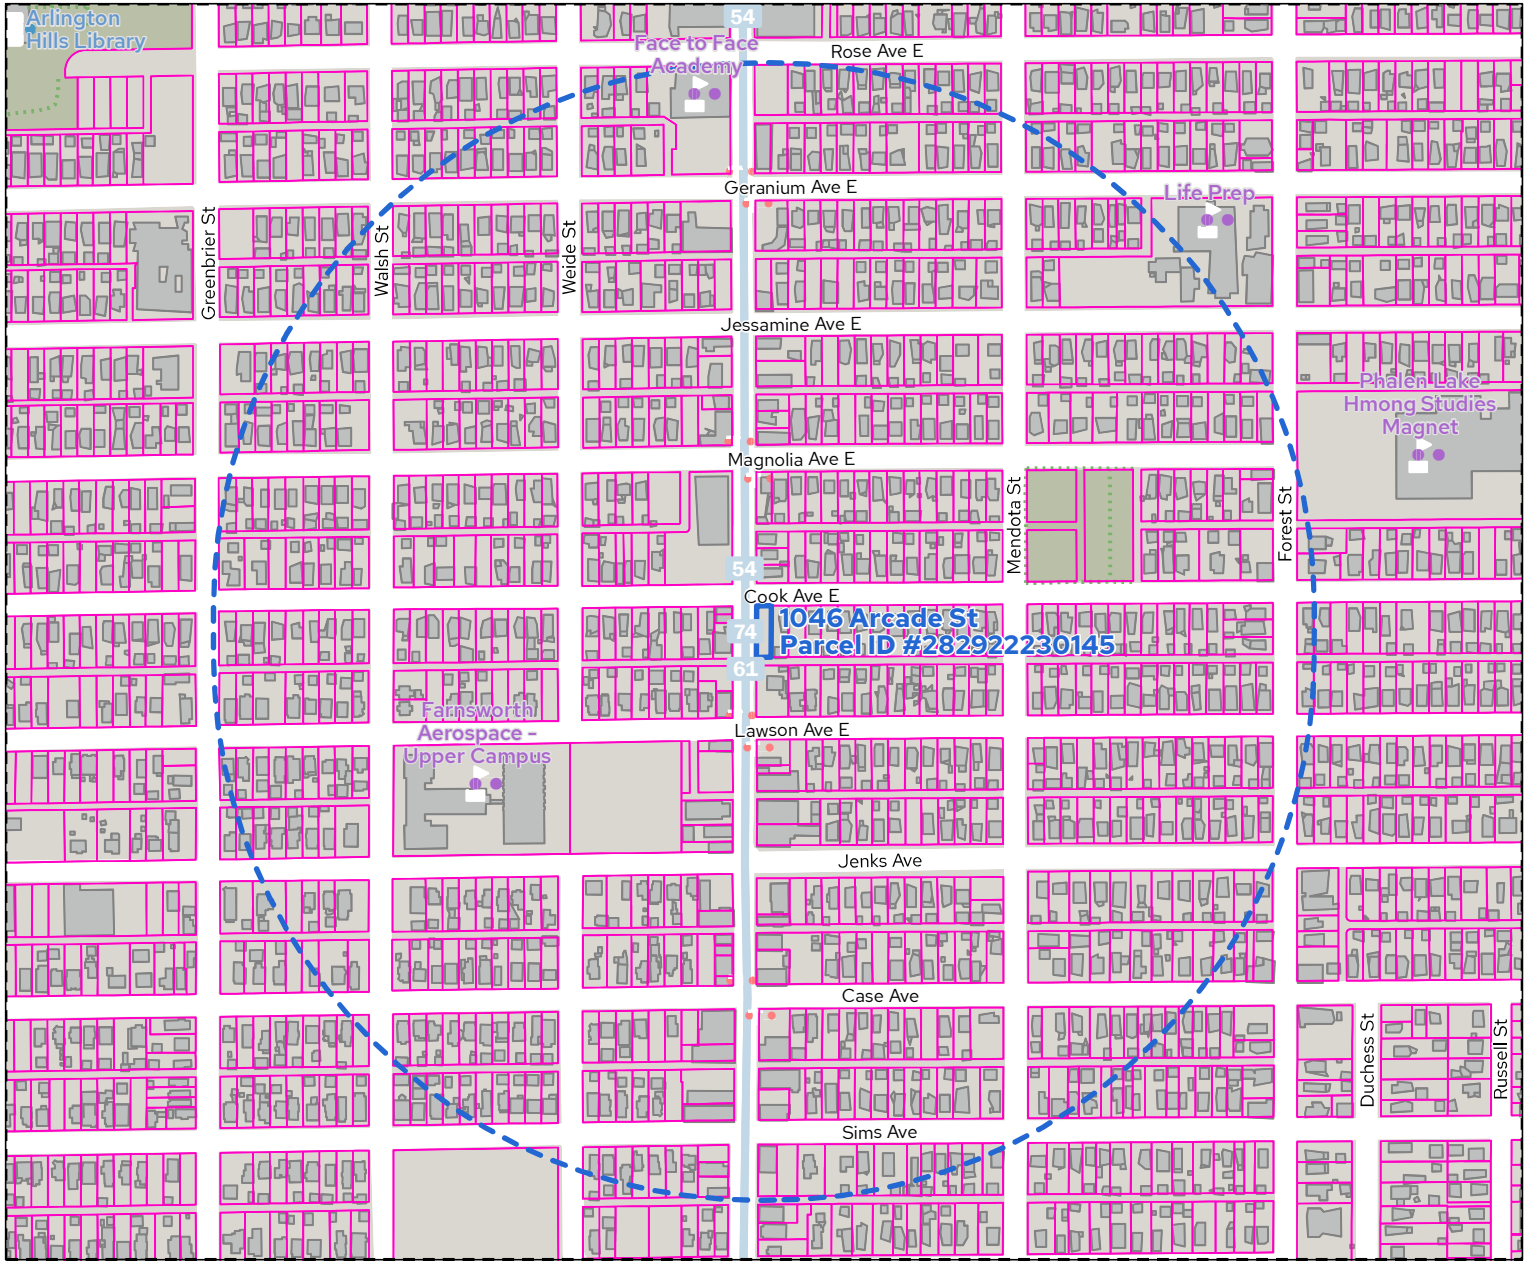 54
Arlington
Hills Library
Face to Face
Academy
Rose Ave E
Geranium Ave E
Life Prep
Greenbrier St
Walsh St
Weide St
Jessamine Ave E
Phalen Lake
Hmong Studies
Magnet
Magnolia Ave E
Mendota St
Forest St
54
Cook Ave E
74
1046 Arcade St
Parcel ID #282922230145
61
Farnsworth
Aerospace -
Upper Campus
Lawson Ave E
Jenks Ave
Case Ave
Duchess St
Russell St
Sims Ave